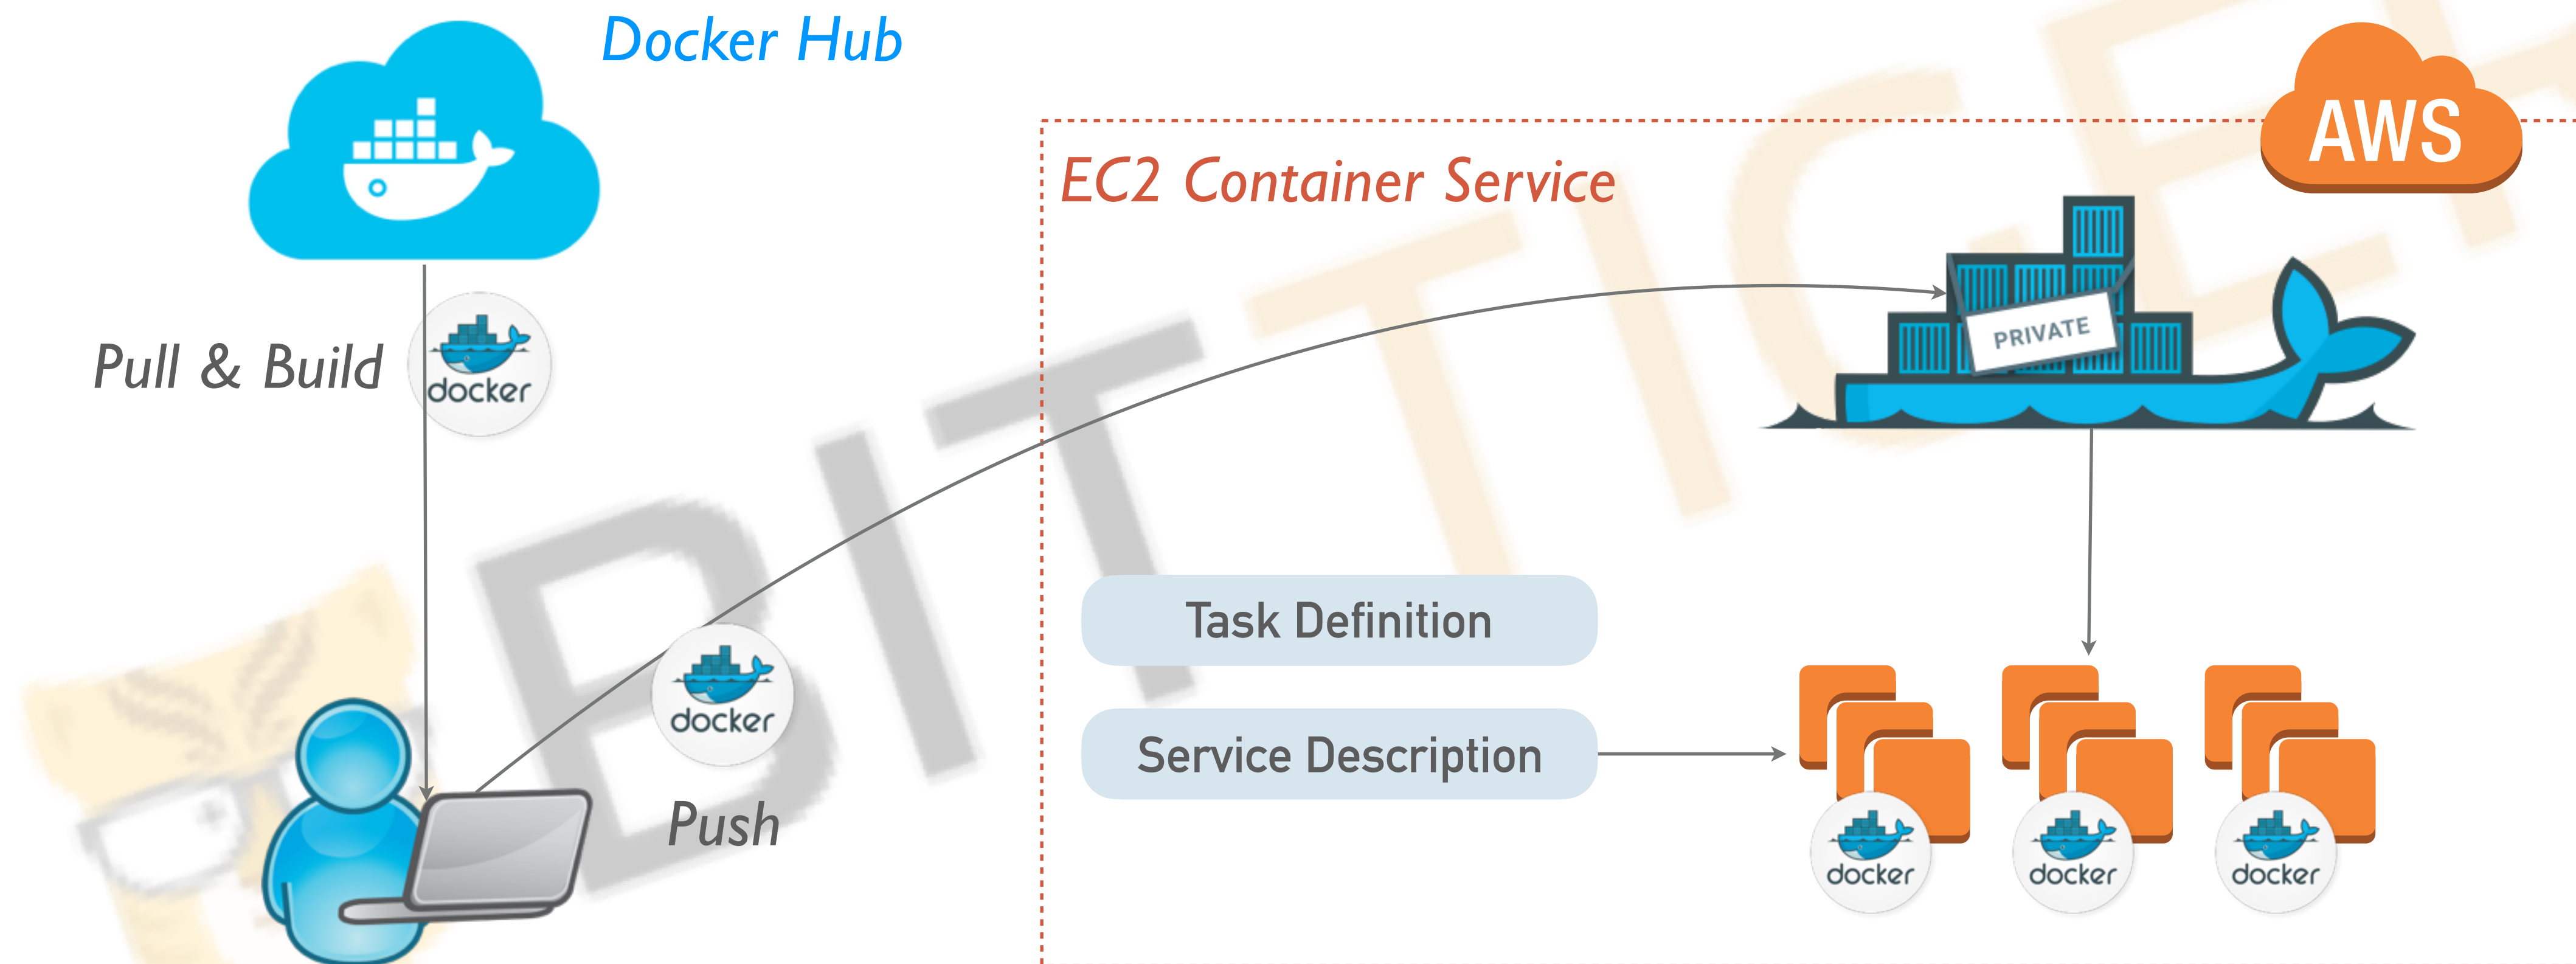 Docker Hub
AWS
EC2 Container Service
PRIVATE
Pull & Build
docker
Task Definition
docker
Service Description
Push
docker
docker
docker
BITTIGER